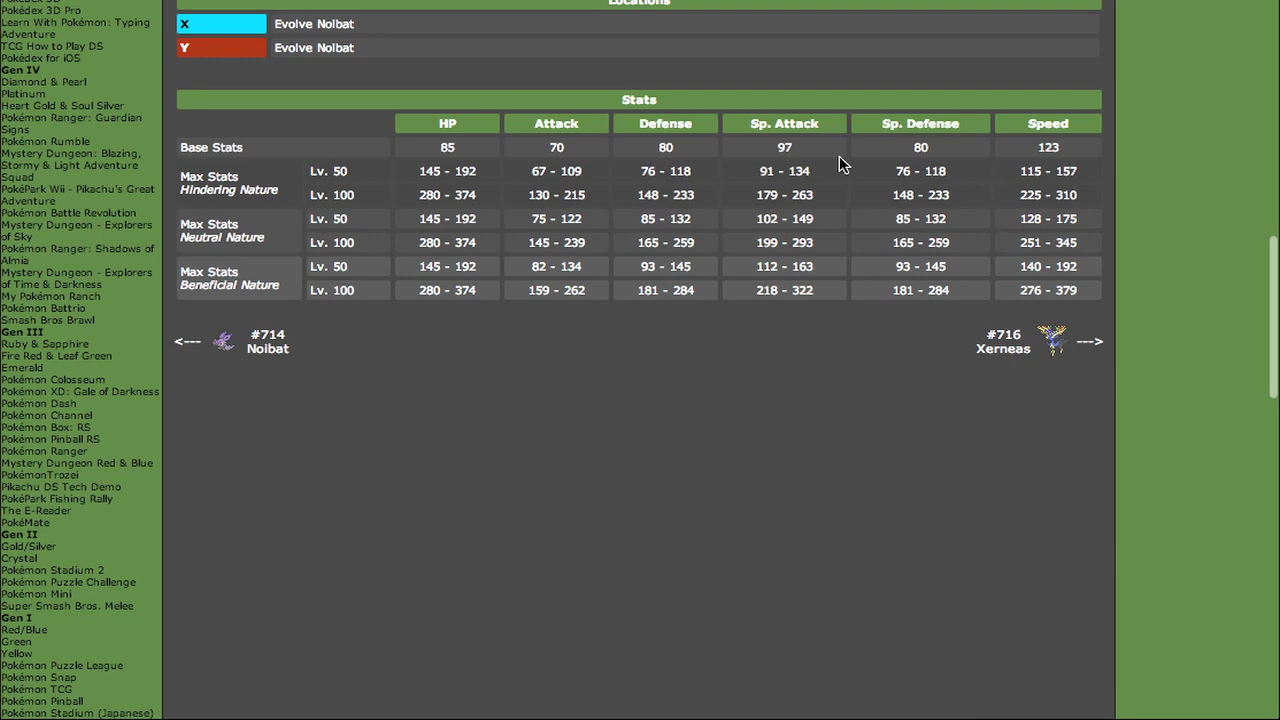 Pokédex 3D
Pokédex 3D Pro
Learn With Pokémon: Typing
Adventure
TCG How to Play DS
Pokédex for iOS
Gen IV
Diamond & Pearl
Platinum
Heart Gold & Soul Silver
Pokémon Ranger: Guardian
Signs
Pokémon Rumble
Mystery Dungeon: Blazing,
Stormy & Light Adventure
Squad
PokéPark Wii - Pikachu's Great
Adventure
Pokémon Battle Revolution
Mystery Dungeon - Explorers
of Sky
Pokémon Ranger: Shadows of
Almia
Mystery Dungeon - Explorers
of Time & Darkness
My Pokémon Ranch
Pokémon Battrio
Smash Bros Brawl
Gen III
Ruby & Sapphire
Fire Red & Leaf Green
Emerald
Pokémon Colosseum
Pokémon XD: Gale of Darkness
Pokémon Dash
Pokémon Channel
Pokémon Box: RS
Pokémon Pinball RS
Pokémon Ranger
Mystery Dungeon Red & Blue
PokémonTrozei
Pikachu DS Tech Demo
PokéPark Fishing Rally
The E-Reader
PokéMate
Gen II
Gold/Silver
Crystal
Pokémon Stadium 2
Pokémon Puzzle Challenge
Pokémon Mini
Super Smash Bros. Melee
Gen I
Red/Blue
Green
Yellow
Pokémon Puzzle League
Pokémon Snap
Pokémon TCG
Pokémon Pinball
Pokémon Stadium (Japanese)
Locations
X Evolve Noibat
Y Evolve Noibat
Stats
HP Attack Defense Sp. Attack Sp. Defense Speed
Base Stats 85 70 80 97 80 123
Max Stats
Hindering Nature
Lv. 50 145 - 192 67 - 109 76 - 118 91 - 134 76 - 118 115 - 157
Lv. 100 280 - 374 130 - 215 148 - 233 179 - 263 148 - 233 225 - 310
Max Stats
Neutral Nature
Lv. 50 145 - 192 75 - 122 85 - 132 102 - 149 85 - 132 128 - 175
Lv. 100 280 - 374 145 - 239 165 - 259 199 - 293 165 - 259 251 - 345
Max Stats
Beneficial Nature
Lv. 50 145 - 192 82 - 134 93 - 145 112 - 163 93 - 145 140 - 192
Lv. 100 280 - 374 159 - 262 181 - 284 218 - 322 181 - 284 276 - 379
<--- #714
Noibat
#716
Xerneas --->